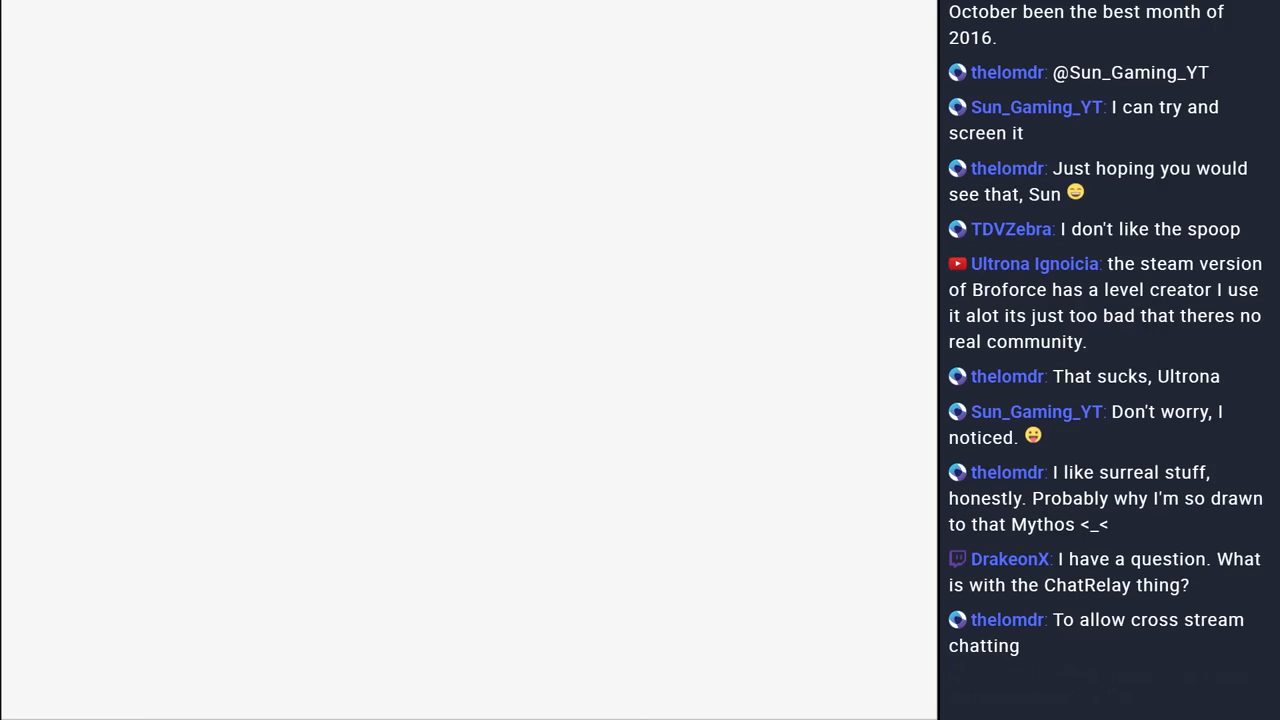 October been the best month of
2016.
thelomdr: @Sun_Gaming_YT
Sun_Gaming_YT: I can try and
screen it
thelomdr: Just hoping you would
see that, Sun 😄
TDVZebra: I don't like the spoop
Ultrona Ignoicia: the steam version
of Broforce has a level creator I use
it alot its just too bad that theres no
real community.
thelomdr: That sucks, Ultrona
Sun_Gaming_YT: Don't worry, I
noticed. 😛
thelomdr: I like surreal stuff,
honestly. Probably why I'm so drawn
to that Mythos <_<
DrakeonX: I have a question. What
is with the ChatRelay thing?
thelomdr: To allow cross stream
chatting